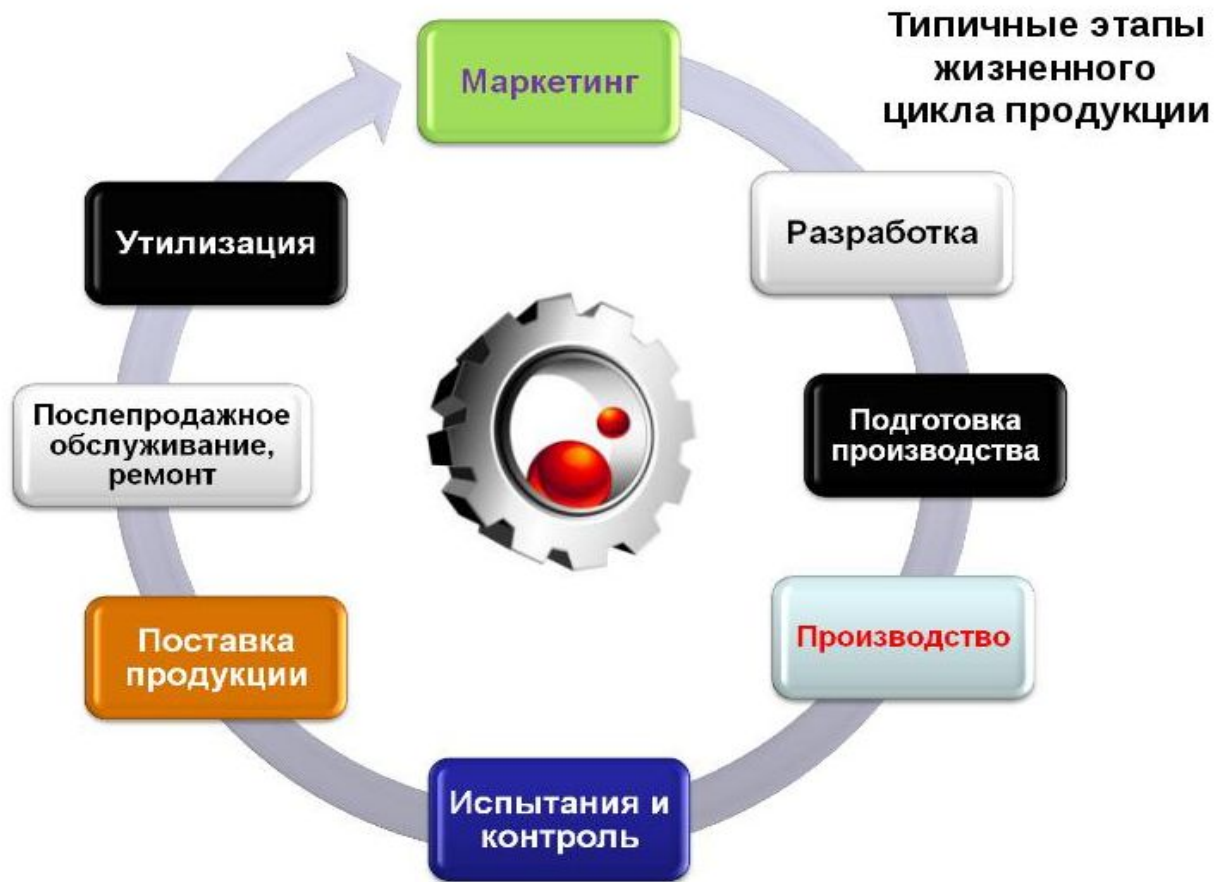 Типичные этапы
жизненного
цикла продукции
Маркетинг
Разработка
Подготовка
производства
Производство
Испытания и
контроль
Поставка
продукции
Послепродажное
обслуживание,
ремонт
Утилизация